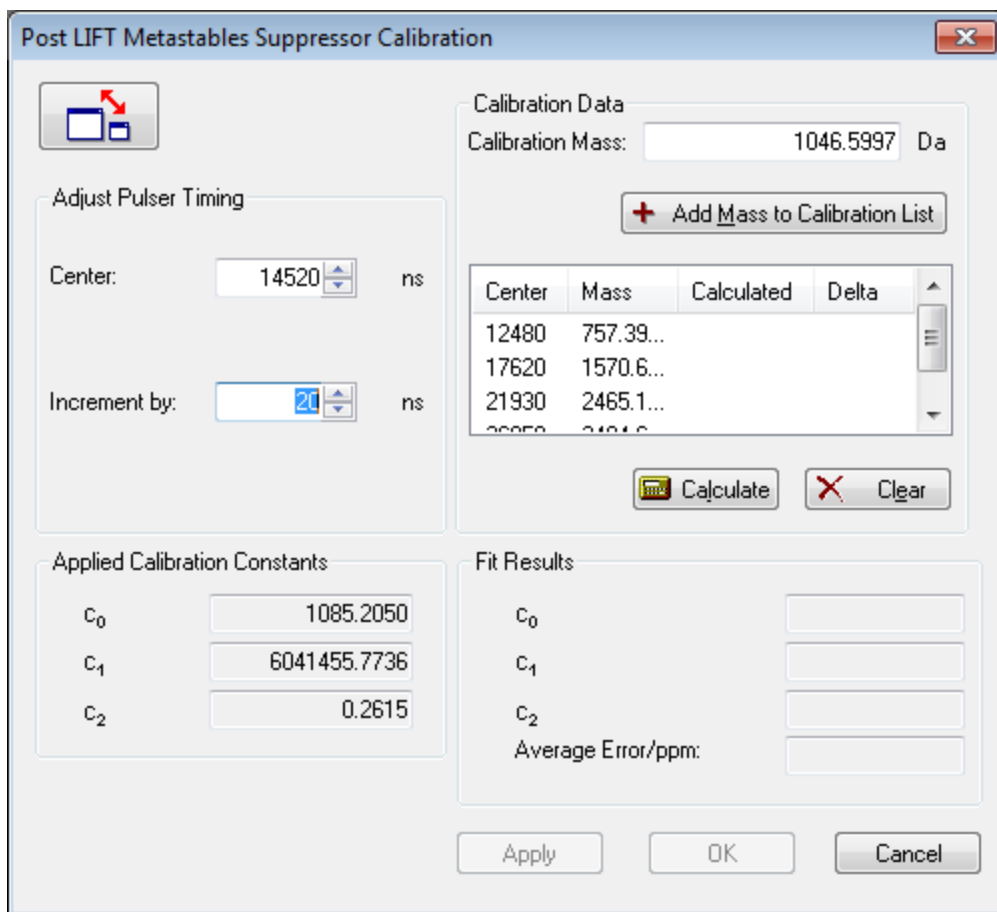 Post LIFT Metastables Suppressor Calibration
Adjust Pulser Timing
Center: 14520 ns
Increment by: 20 ns
Calibration Data
Calibration Mass: 1046.5997 Da
Add Mass to Calibration List
Center Mass Calculated Delta
12480 757.39...
17620 1570.6...
21930 2465.1...
Calculate Clear
Applied Calibration Constants
c0 1085.2050
c1 6041455.7736
c2 0.2615
Fit Results
c0
c1
c2
Average Error/ppm:
Apply OK Cancel